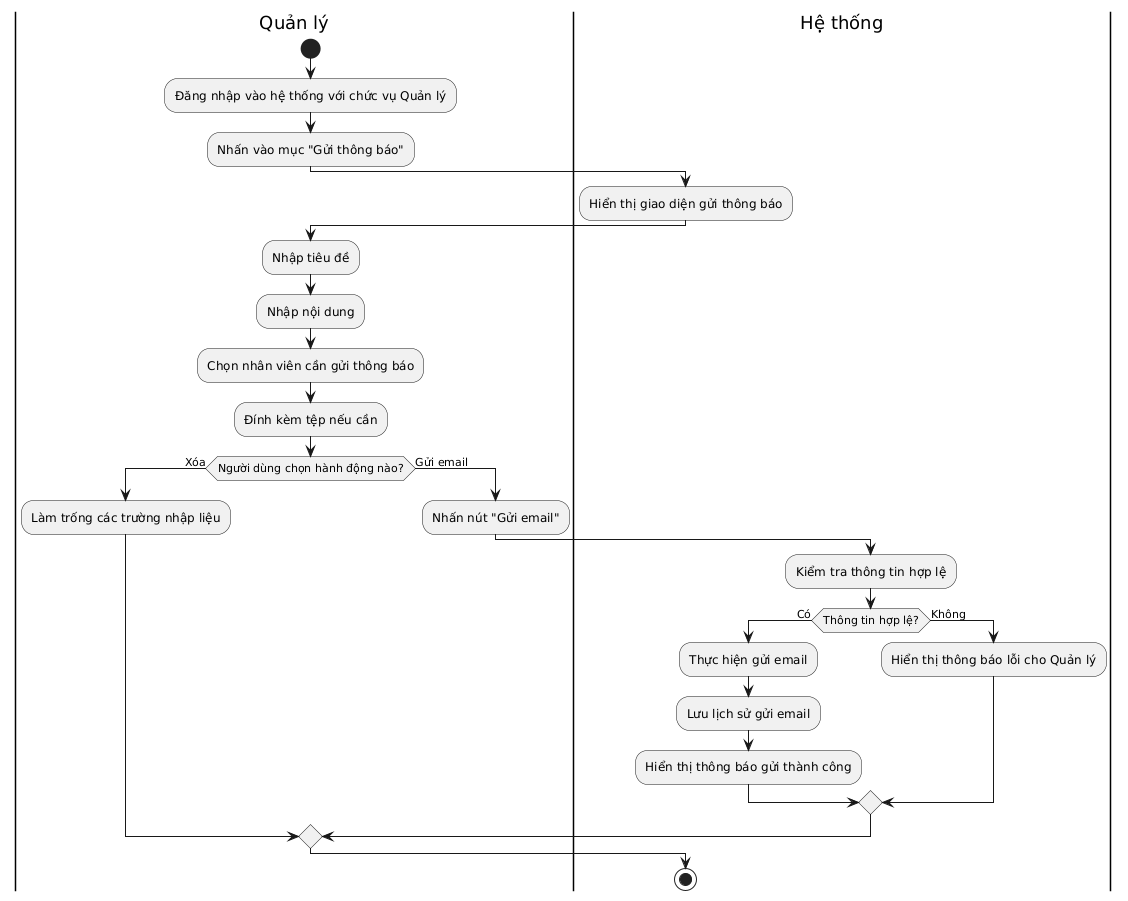 Quản lý
Hệ thống
Đăng nhập vào hệ thống với chức vụ Quản lý
Nhấn vào mục "Gửi thông báo"
Hiển thị giao diện gửi thông báo
Nhập tiêu đề
Nhập nội dung
Chọn nhân viên cần gửi thông báo
Đính kèm tệp nếu cần
Xóa
Người dùng chọn hành động nào?
Gửi email
Làm trống các trường nhập liệu
Nhấn nút "Gửi email"
Kiểm tra thông tin hợp lệ
Có
Thông tin hợp lệ?
Không
Thực hiện gửi email
Hiển thị thông báo lỗi cho Quản lý
Lưu lịch sử gửi email
Hiển thị thông báo gửi thành công